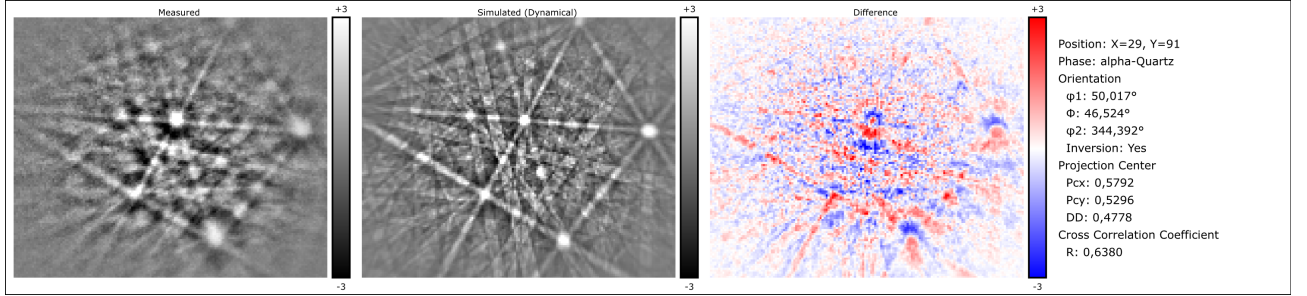 Measured
Simulated (Dynamical)
Difference
+3
-3
+3
-3
+3
-3
Position: X=29, Y=91
Phase: alpha-Quartz
Orientation
φ1: 50,017°
Φ: 46,524°
φ2: 344,392°
Inversion: Yes
Projection Center
Pcx: 0,5792
Pcy: 0,5296
DD: 0,4778
Cross Correlation Coefficient
R: 0,6380